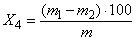 X₄ = (m₁ − m₂) · 100
m